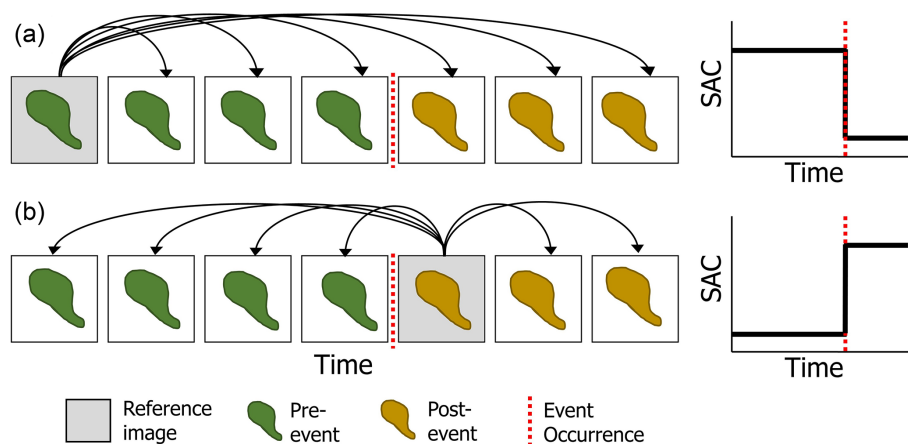 (a)
SAC
Time
(b)
SAC
Time
Time
Reference
image
Pre-
event
Post-
event
Event
Occurrence